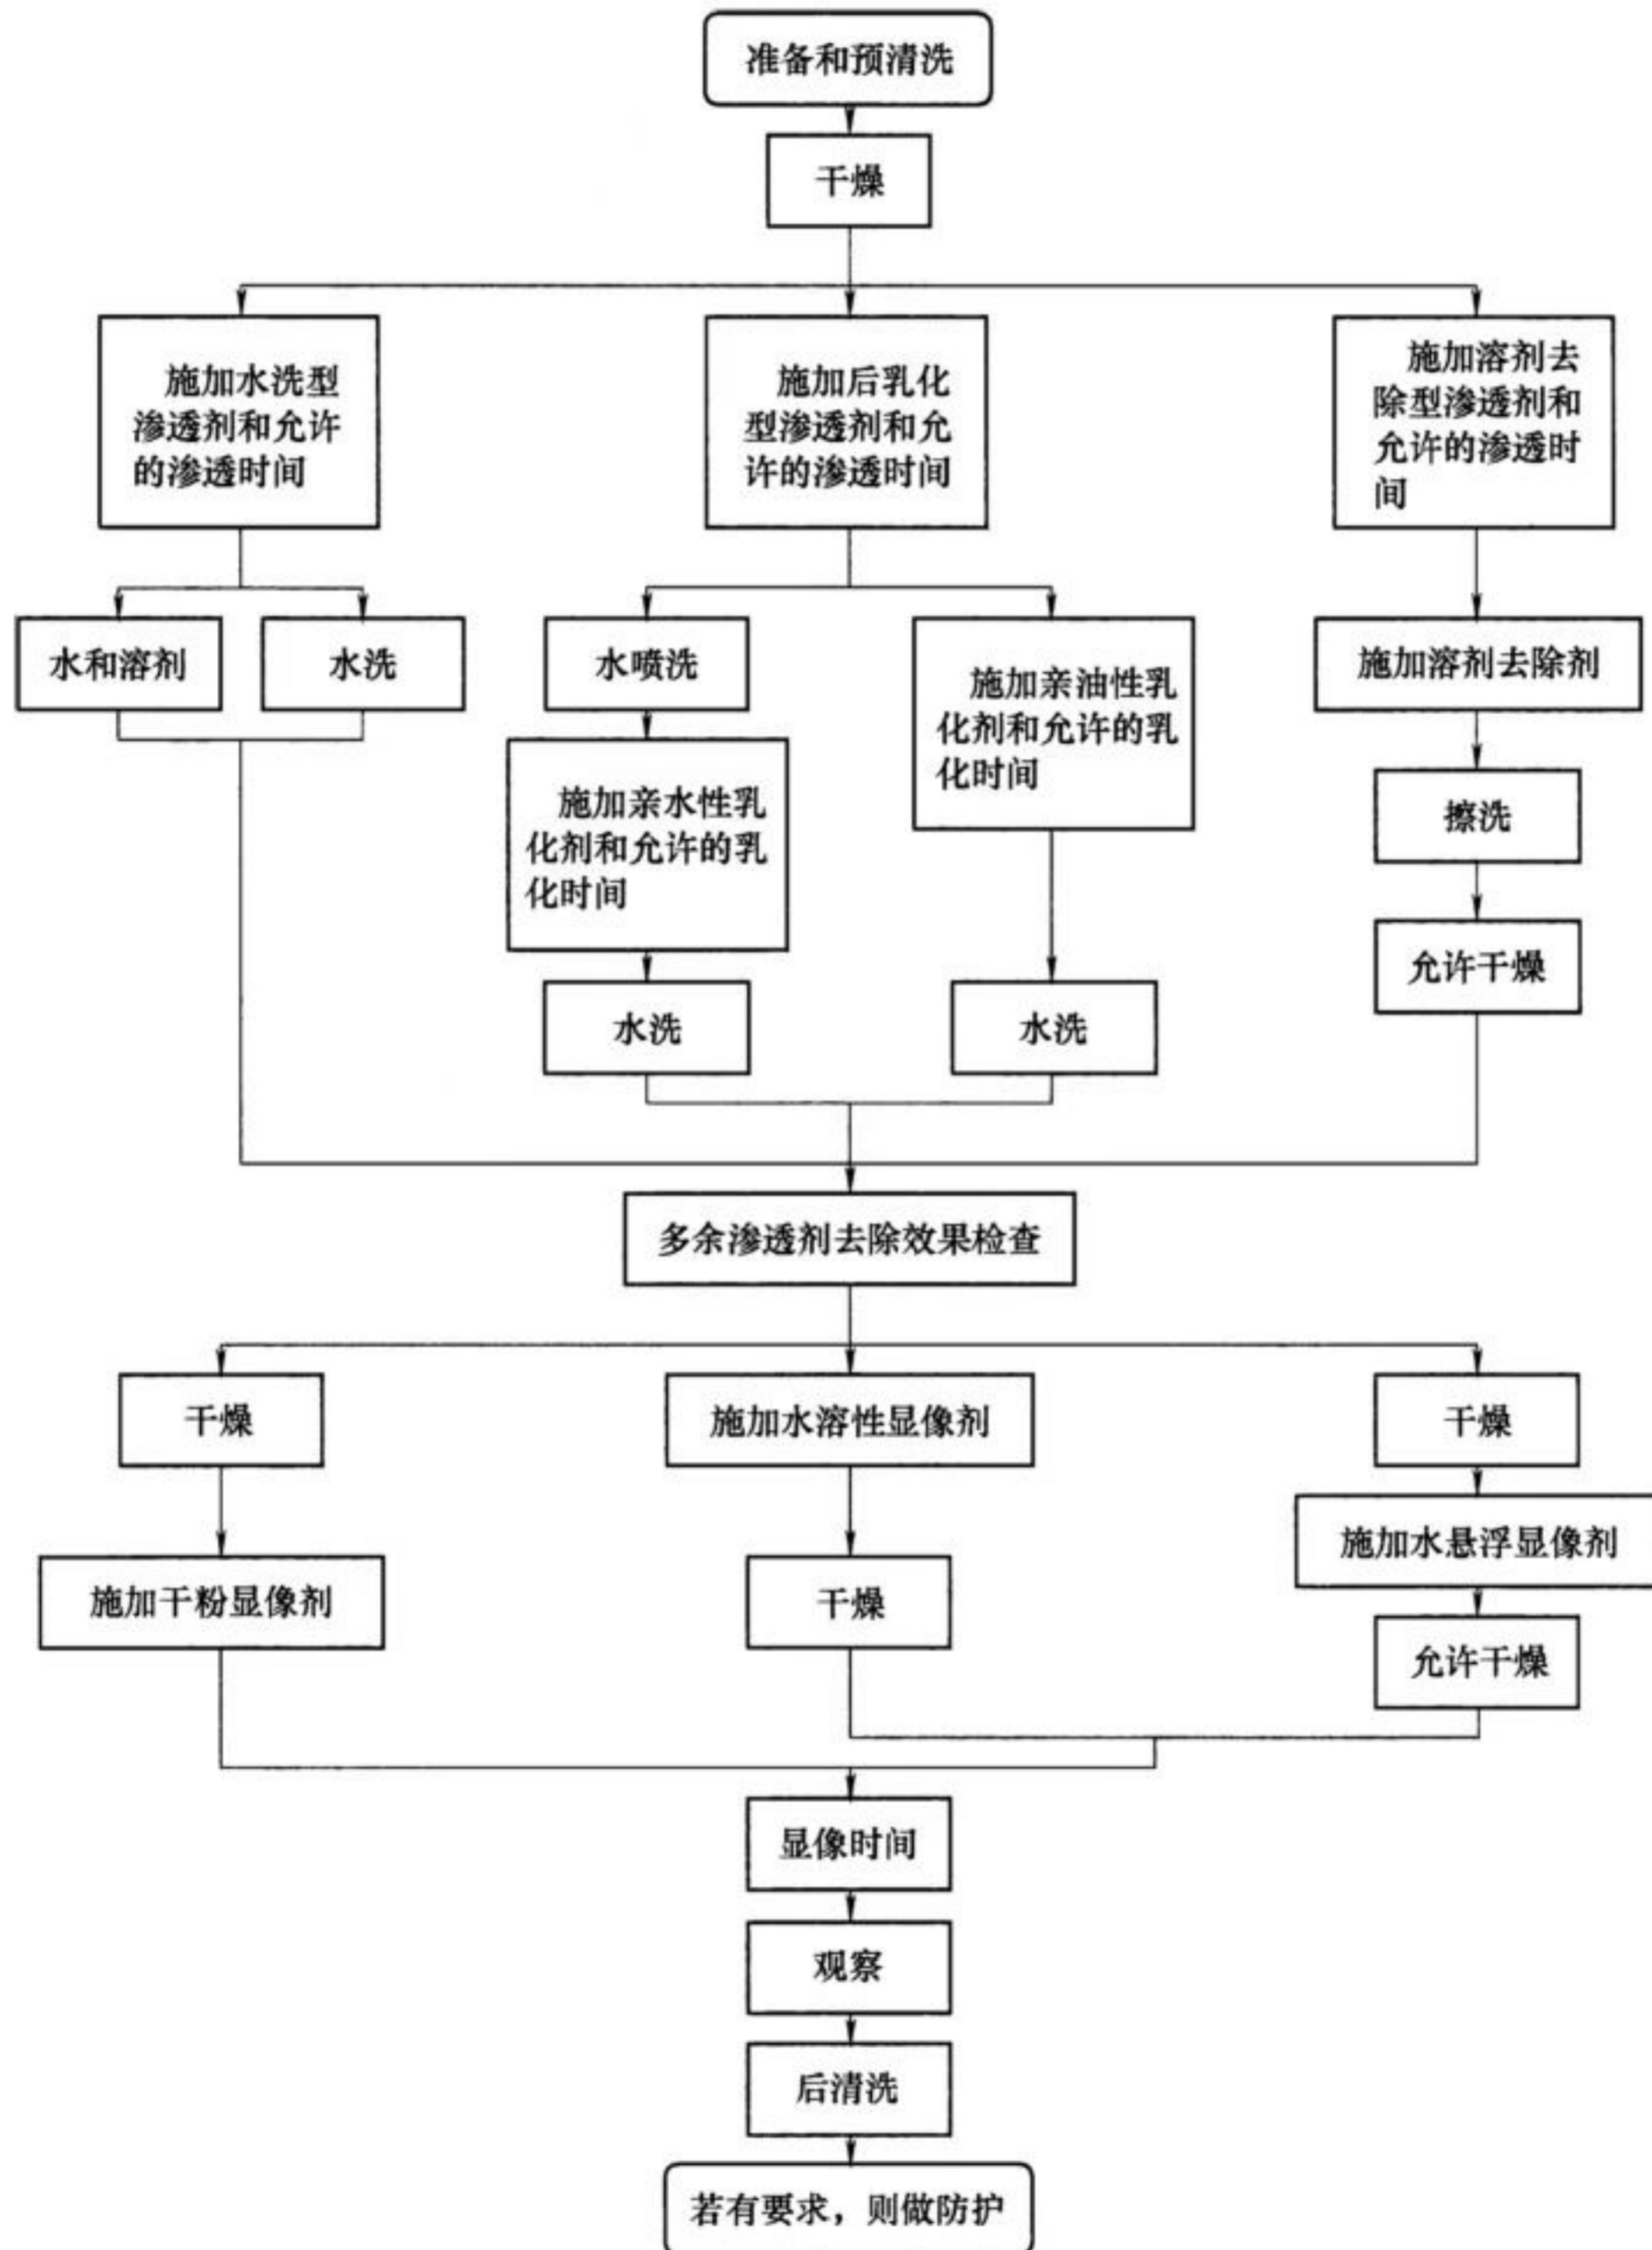 准备和预清洗
干燥
施加水洗型
渗透剂和允许
的渗透时间
施加后乳化
型渗透剂和允
许的渗透时间
施加溶剂去
除型渗透剂和
允许的渗透时
间
水和溶剂
水洗
水喷洗
施加亲油性乳
化剂和允许的乳
化时间
施加溶剂去除剂
施加亲水性乳
化剂和允许的乳
化时间
擦洗
允许干燥
水洗
水洗
多余渗透剂去除效果检查
干燥
施加水溶性显像剂
干燥
施加干粉显像剂
干燥
施加水悬浮显像剂
允许干燥
显像时间
观察
后清洗
若有要求，则做防护